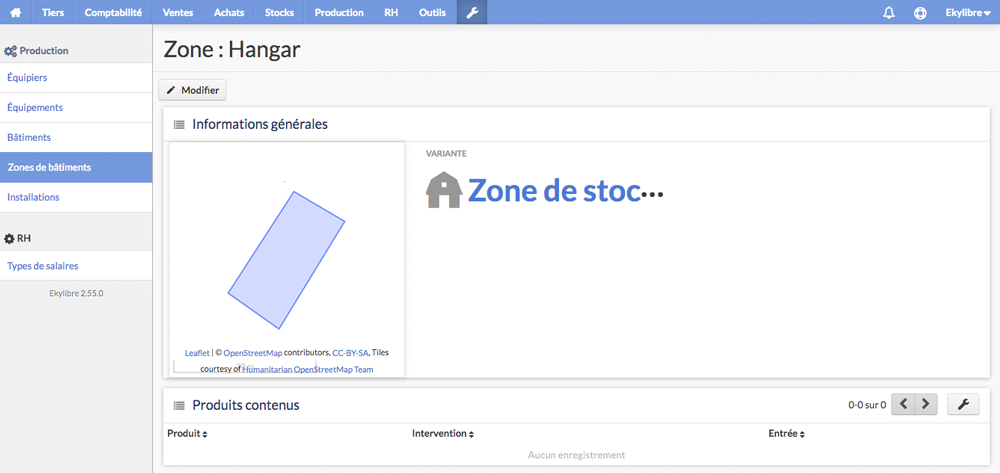 Tiers Comptabilité Ventes Achats Stocks Production RH Outils Ekylibre
Production
Équipiers
Équipements
Bâtiments
Zones de bâtiments
Installations
RH
Types de salaires
Ekylibre 2.55.0
Zone : Hangar
Modifier
Informations générales
VARIANTE
Zone de stoc...
Leaflet | © OpenStreetMap contributors, CC-BY-SA, Tiles
courtesy of Humanitarian OpenStreetMap Team
Produits contenus
0-0 sur 0
Produit Intervention Entrée
Aucun enregistrement